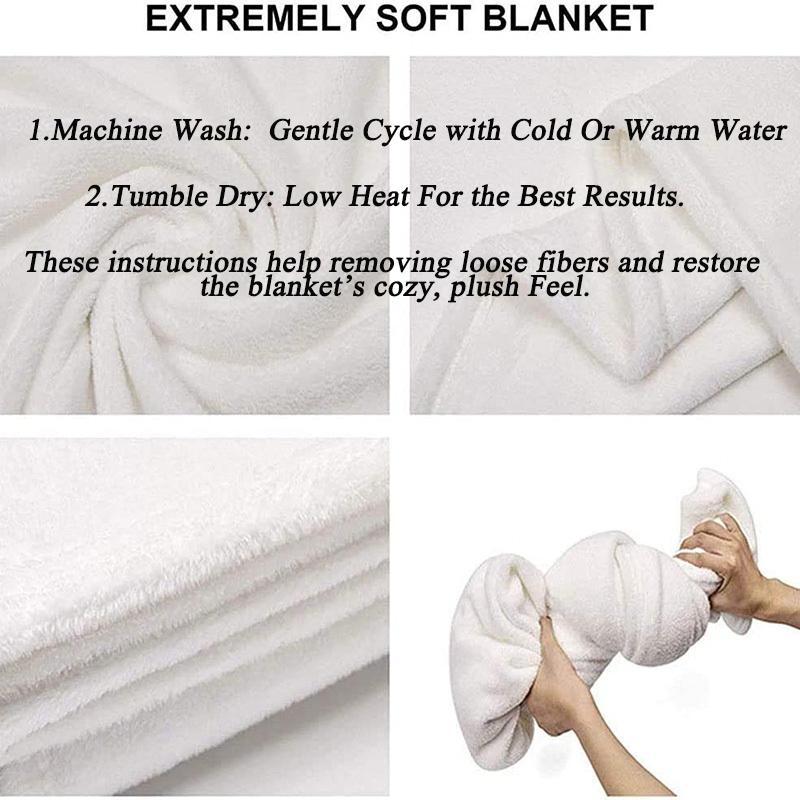 EXTREMELY SOFT BLANKET
1.Machine Wash: Gentle Cycle with Cold Or Warm Water
2.Tumble Dry: Low Heat For the Best Results.
These instructions help removing loose fibers and restore
the blanket’s cozy, plush Feel.